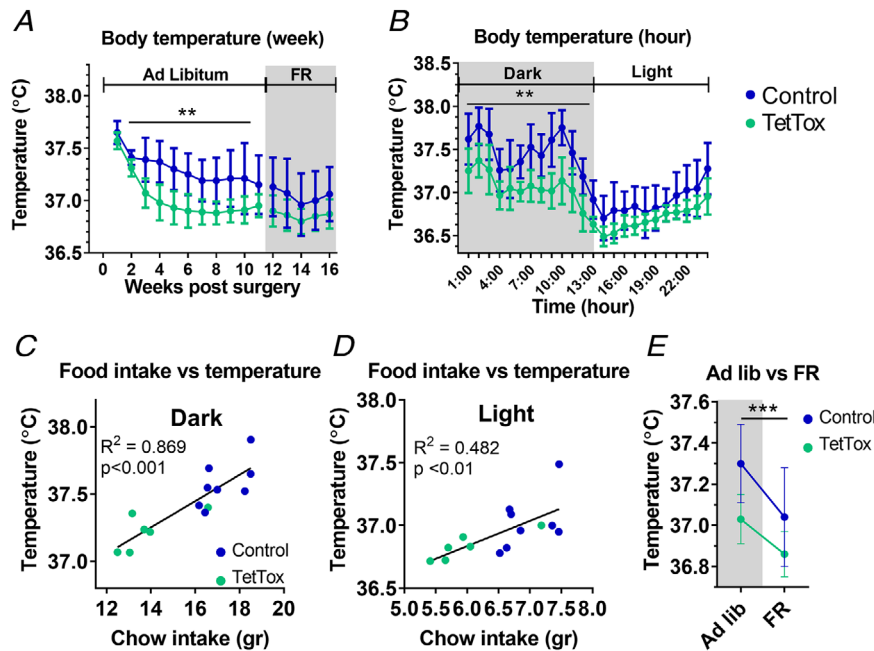 A
Body temperature (week)
Ad Libitum
FR
**
Temperature (°C)
38.0
37.5
37.0
36.5
0 2 4 6 8 10 12 14 16
Weeks post surgery
B
Body temperature (hour)
Dark
Light
**
Temperature (°C)
38.0
37.5
37.0
36.5
1:00 4:00 7:00 10:00 13:00 16:00 19:00 22:00
Time (hour)
Control
TetTox
C
Food intake vs temperature
Dark
R² = 0.869
p<0.001
Temperature (°C)
38.0
37.5
37.0
Control
TetTox
12 14 16 18 20
Chow intake (gr)
D
Food intake vs temperature
Light
R² = 0.482
p <0.01
Temperature (°C)
38.0
37.5
37.0
36.5
5.0 5.5 6.0 6.5 7.0 7.5 8.0
Chow intake (gr)
E
Ad lib vs FR
***
Temperature (°C)
37.6
37.4
37.2
37.0
36.8
Ad lib
FR
Control
TetTox